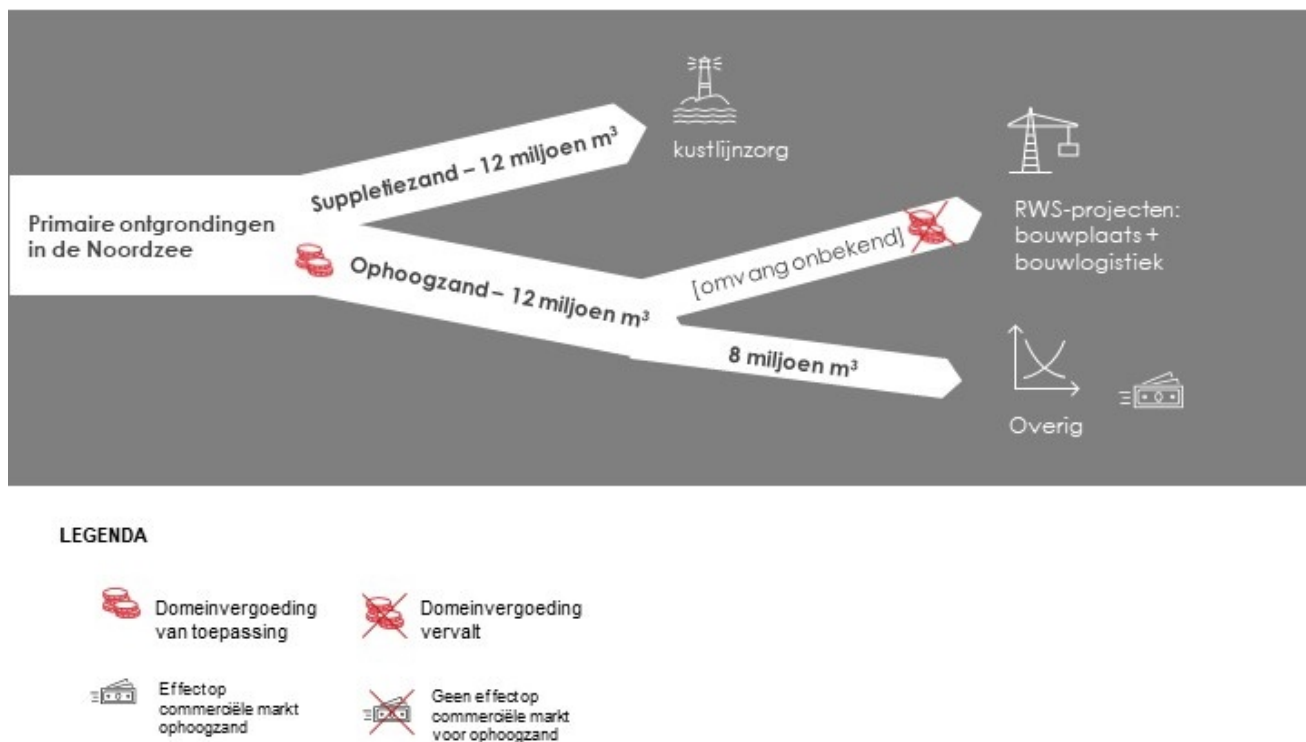 Suppletiezand – 12 miljoen m³
kustlijnzorg
Primaire ontgrondingen
in de Noordzee
Ophoogzand – 12 miljoen m³
[omvang onbekend]
RWS-projecten:
bouwplaats +
bouwlogistiek
8 miljoen m³
Overig
LEGENDA
Domeinvergoeding
van toepassing
Domeinvergoeding
vervalt
Effect op
commerciële markt
ophoogzand
Geen effect op
commerciële markt
voor ophoogzand